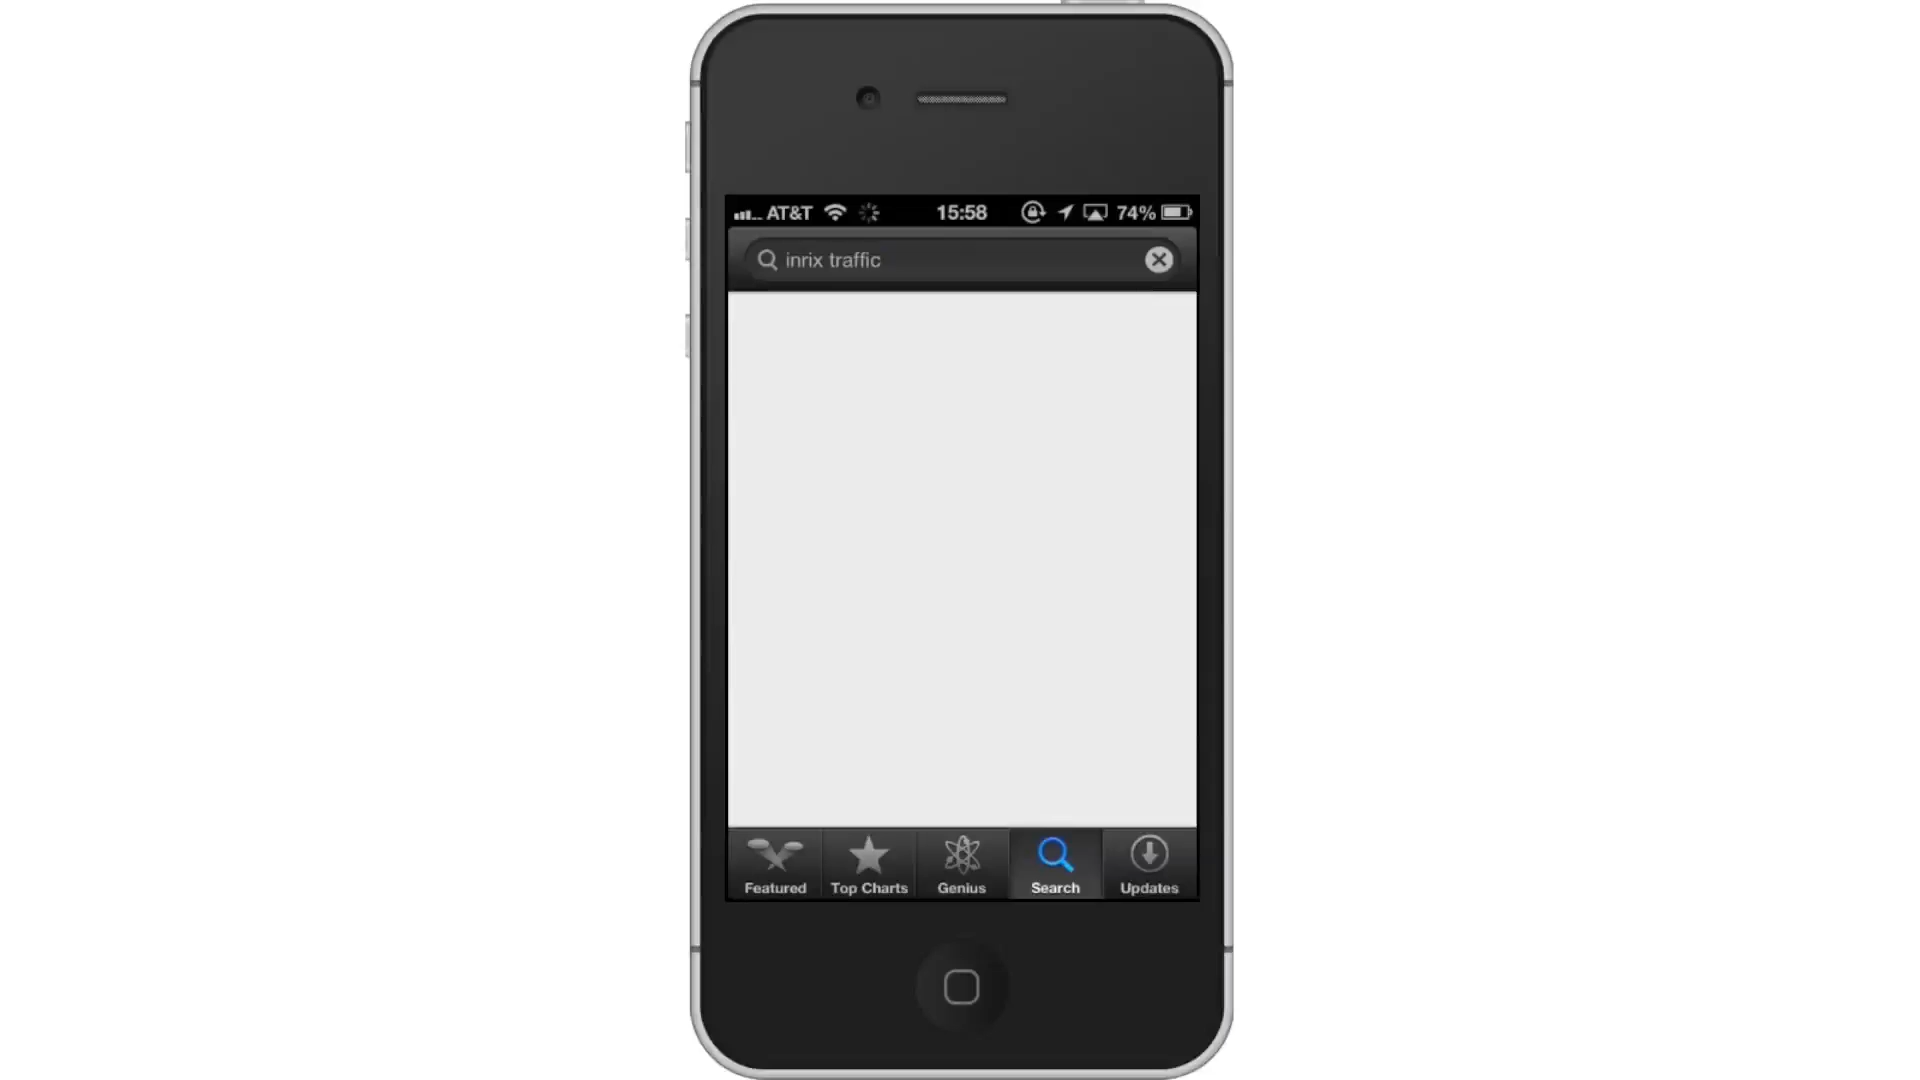 AT&T 15:58 74%
inrix traffic
Featured Top Charts Genius Search Updates